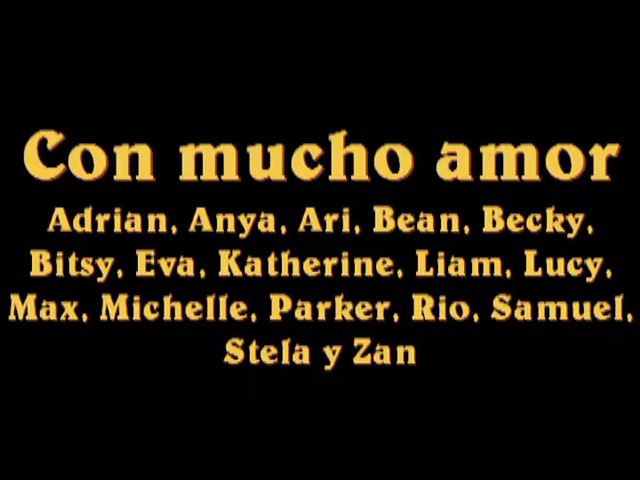 Con mucho amor
Adrian, Anya, Ari, Bean, Becky,
Bitsy, Eva, Katherine, Liam, Lucy,
Max, Michelle, Parker, Rio, Samuel,
Stela y Zan